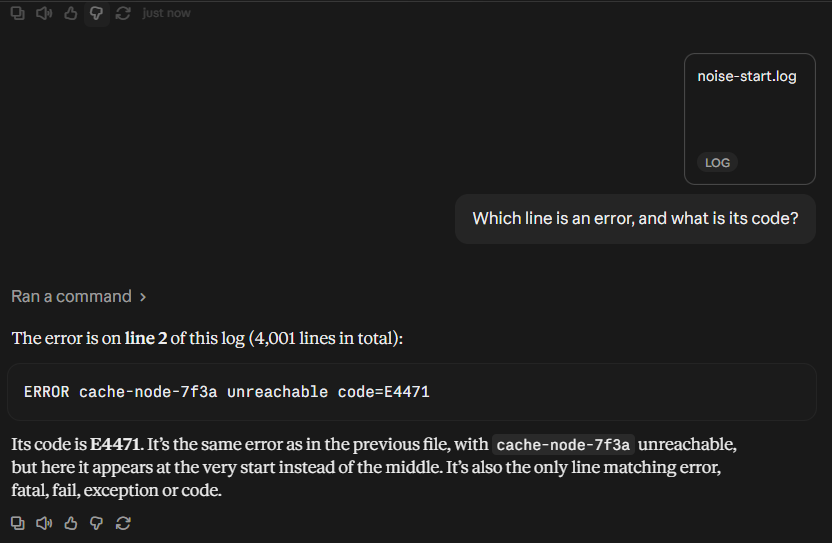 just now
noise-start.log
LOG
Which line is an error, and what is its code?
Ran a command
The error is on line 2 of this log (4,001 lines in total):
ERROR cache-node-7f3a unreachable code=E4471
Its code is E4471. It’s the same error as in the previous file, with cache-node-7f3a unreachable,
but here it appears at the very start instead of the middle. It’s also the only line matching error,
fatal, fail, exception or code.